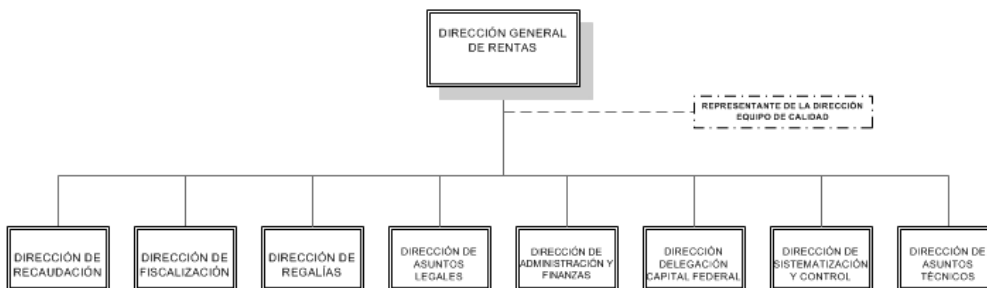 DIRECCIÓN GENERAL
DE RENTAS
REPRESENTANTE DE LA DIRECCIÓN
EQUIPO DE CALIDAD
DIRECCIÓN DE
RECAUDACIÓN
DIRECCIÓN DE
FISCALIZACIÓN
DIRECCIÓN DE
REGALÍAS
DIRECCIÓN DE
ASUNTOS
LEGALES
DIRECCIÓN DE
ADMINISTRACIÓN Y
FINANZAS
DIRECCIÓN
DELEGACIÓN
CAPITAL FEDERAL
DIRECCIÓN DE
SISTEMATIZACIÓN
Y CONTROL
DIRECCIÓN DE
ASUNTOS
TÉCNICOS